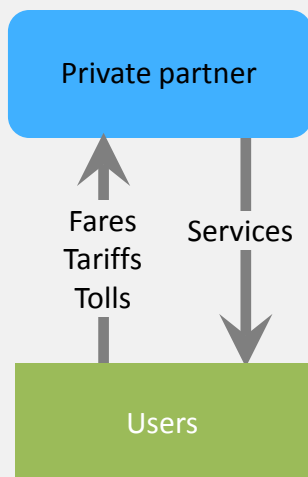 Private partner
Fares
Tariffs
Tolls
Services
Users